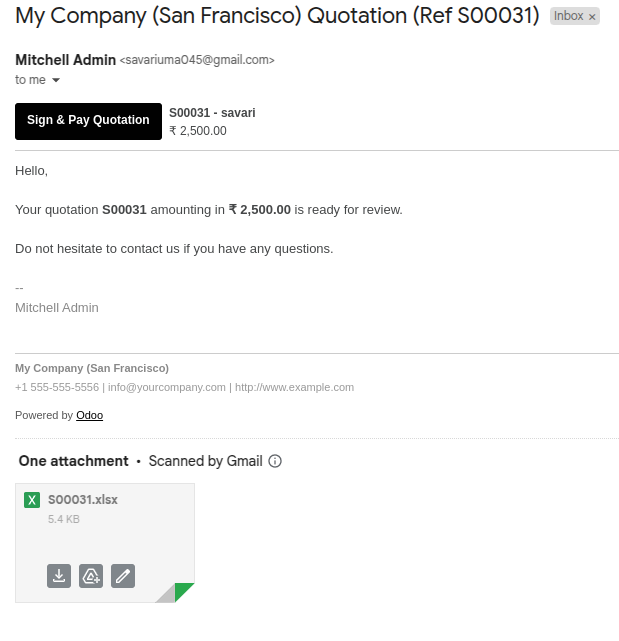 My Company (San Francisco) Quotation (Ref S00031) Inbox ×
Mitchell Admin <savariuma045@gmail.com>
to me
Sign & Pay Quotation
S00031 - savari
₹ 2,500.00
Hello,
Your quotation S00031 amounting in ₹ 2,500.00 is ready for review.
Do not hesitate to contact us if you have any questions.
--
Mitchell Admin
My Company (San Francisco)
+1 555-555-5556 | info@yourcompany.com | http://www.example.com
Powered by Odoo
One attachment • Scanned by Gmail
X S00031.xlsx
5.4 KB